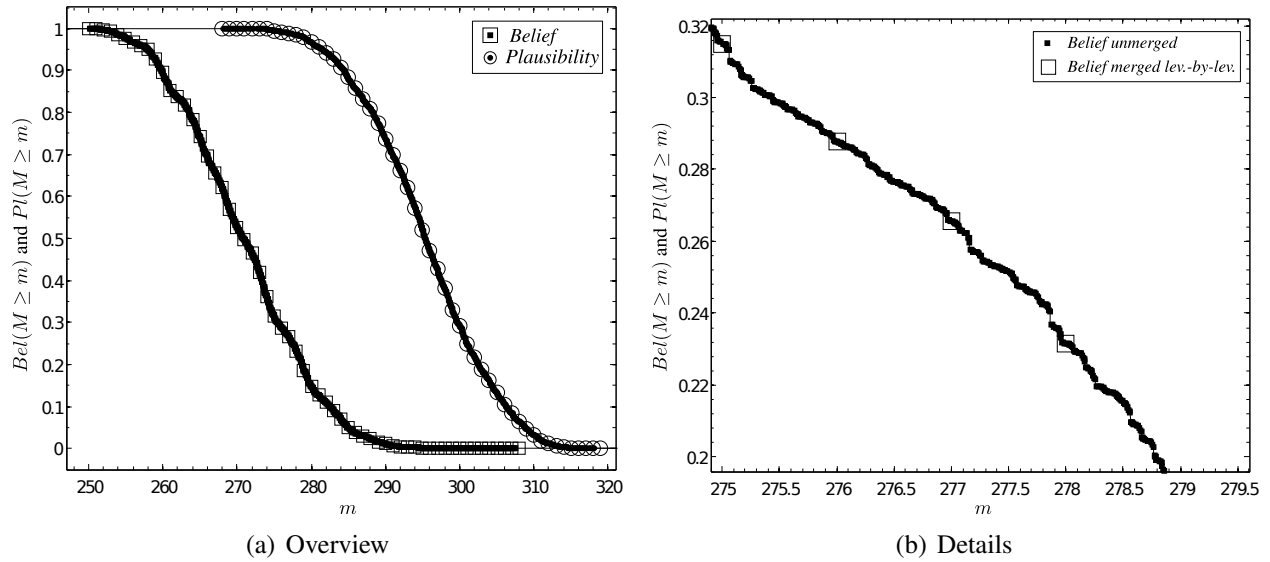 1
0.9
0.8
0.7
0.6
0.5
0.4
0.3
0.2
0.1
0
Bel(M ≥ m) and Pl(M ≥ m)
Belief
Plausibility
250 260 270 280 290 300 310 320
m
(a) Overview
0.32
0.3
0.28
0.26
0.24
0.22
0.2
Bel(M ≥ m) and Pl(M ≥ m)
Belief unmerged
Belief merged lev.-by-lev.
275 275.5 276 276.5 277 277.5 278 278.5 279 279.5
m
(b) Details